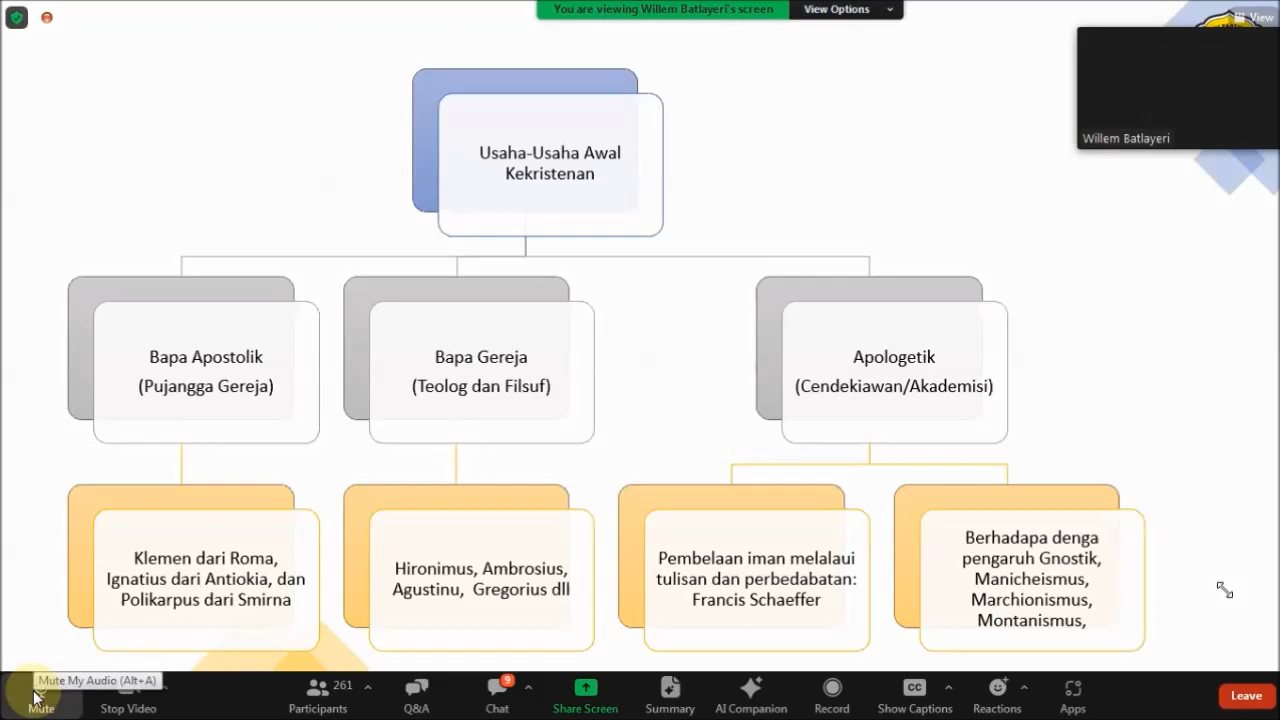 You are viewing Willem Batlayeri's screen
View Options
View
Willem Batlayeri
Usaha-Usaha Awal
Kekristenan
Bapa Apostolik
(Pujangga Gereja)
Bapa Gereja
(Teolog dan Filsuf)
Apologetik
(Cendekiawan/Akademisi)
Klemen dari Roma,
Ignatius dari Antiokia, dan
Polikarpus dari Smirna
Hironimus, Ambrosius,
Agustinu, Gregorius dll
Pembelaan iman melalaui
tulisan dan perbedabatan:
Francis Schaeffer
Berhadapa denga
pengaruh Gnostik,
Manicheismus,
Marchionismus,
Montanismus,
Mute My Audio (Alt+A)
Mute
Stop Video
261
Participants
Q&A
9
Chat
Share Screen
Summary
AI Companion
Record
CC
Show Captions
Reactions
Apps
Leave